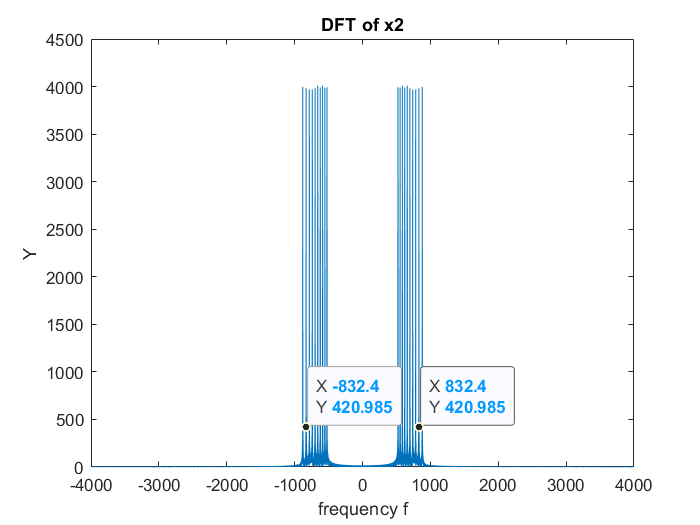 DFT of x2
4500
4000
3500
3000
2500
2000
1500
1000
500
0
Y
X -832.4
Y 420.985
X 832.4
Y 420.985
-4000 -3000 -2000 -1000 0 1000 2000 3000 4000
frequency f